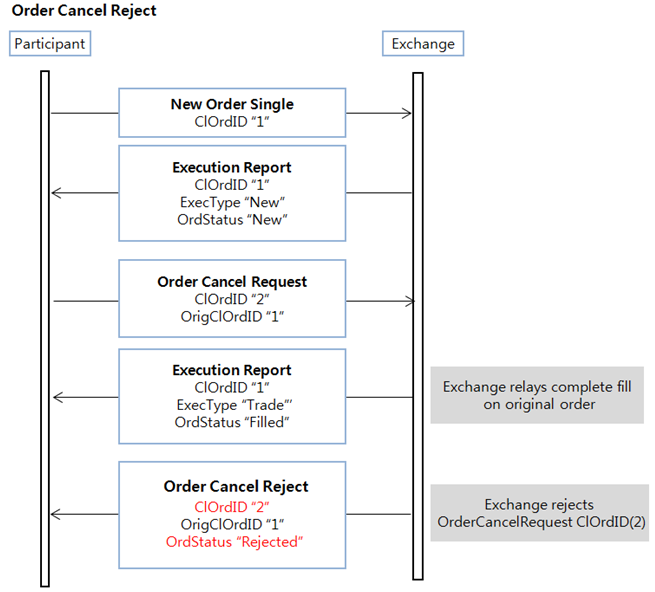 Order Cancel Reject
Participant
Exchange
New Order Single
ClOrdID “1”
Execution Report
ClOrdID “1”
ExecType “New”
OrdStatus “New”
Order Cancel Request
ClOrdID “2”
OrigClOrdID “1”
Execution Report
ClOrdID “1”
ExecType “Trade”’
OrdStatus “Filled”
Exchange relays complete fill
on original order
Order Cancel Reject
ClOrdID “2”
OrigClOrdID “1”
OrdStatus “Rejected”
Exchange rejects
OrderCancelRequest ClOrdID(2)